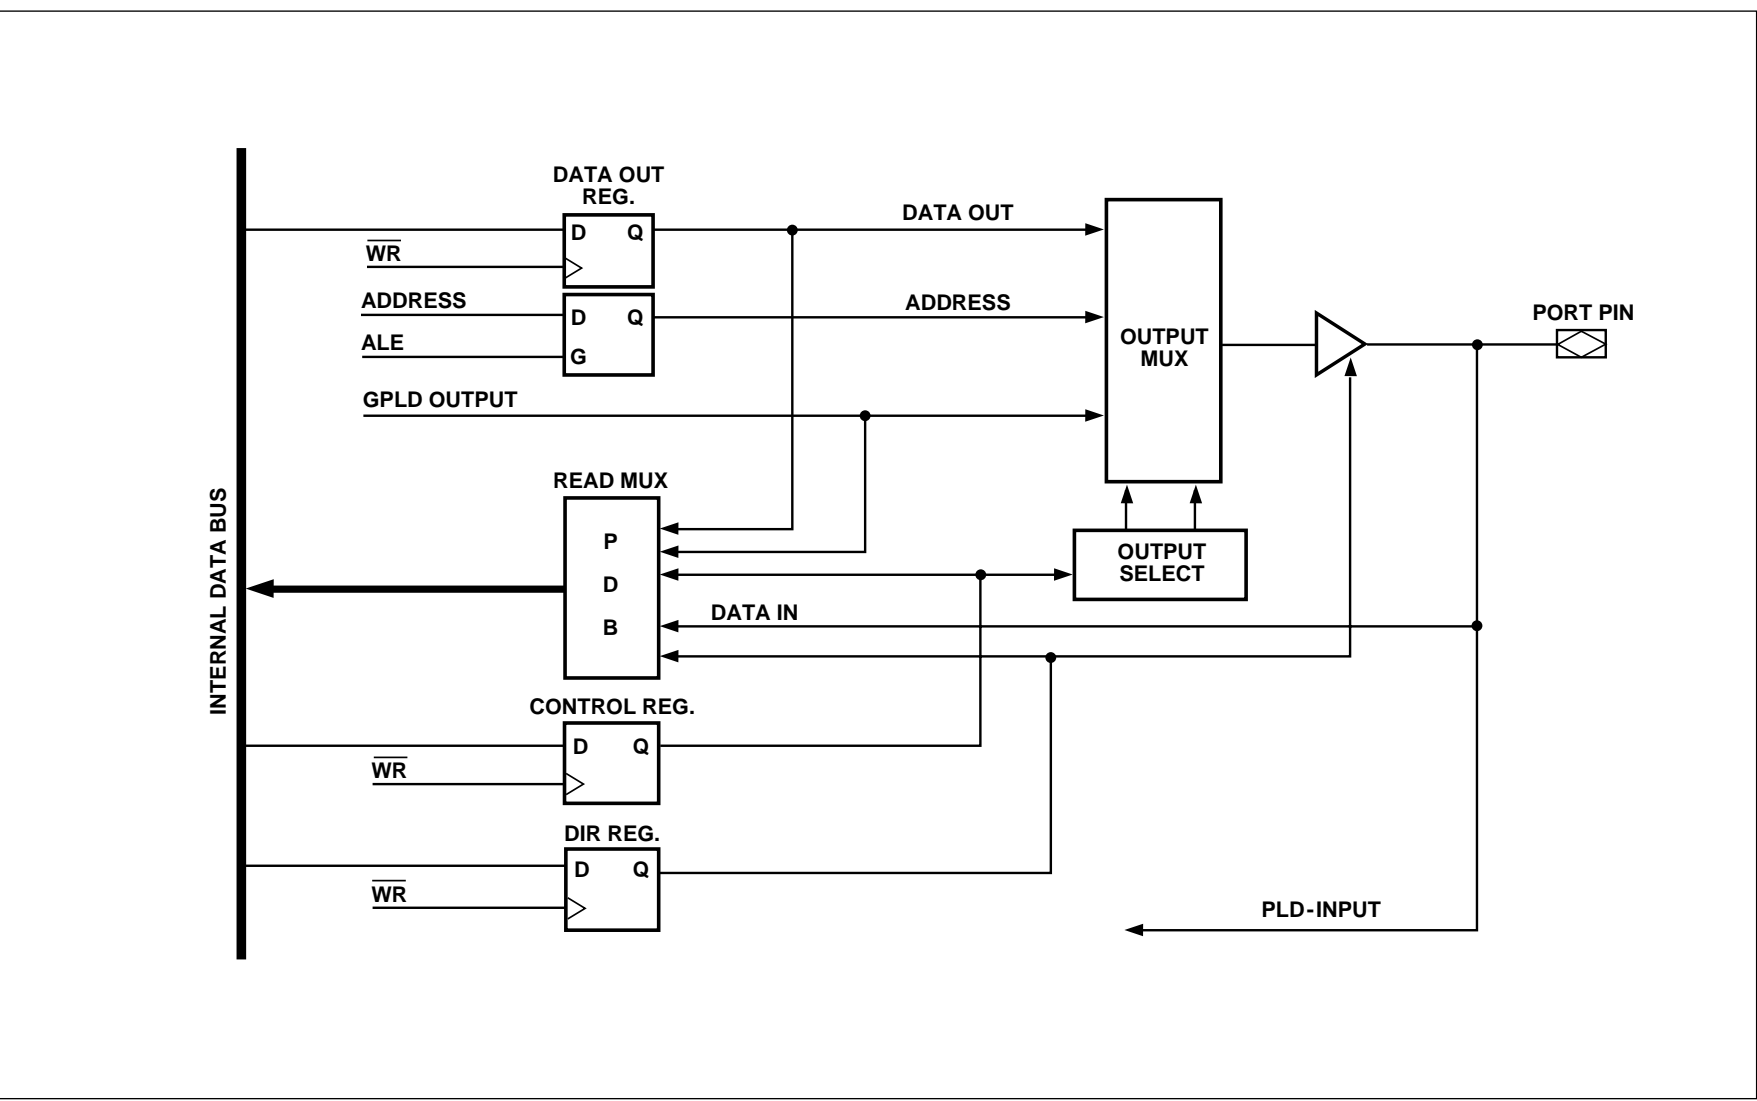 DATA OUT
REG.
D Q
WR
DATA OUT
ADDRESS
D Q
ADDRESS
ALE
G
OUTPUT
MUX
PORT PIN
GPLD OUTPUT
READ MUX
P
D
B
OUTPUT
SELECT
DATA IN
INTERNAL DATA BUS
CONTROL REG.
D Q
WR
DIR REG.
D Q
WR
PLD-INPUT